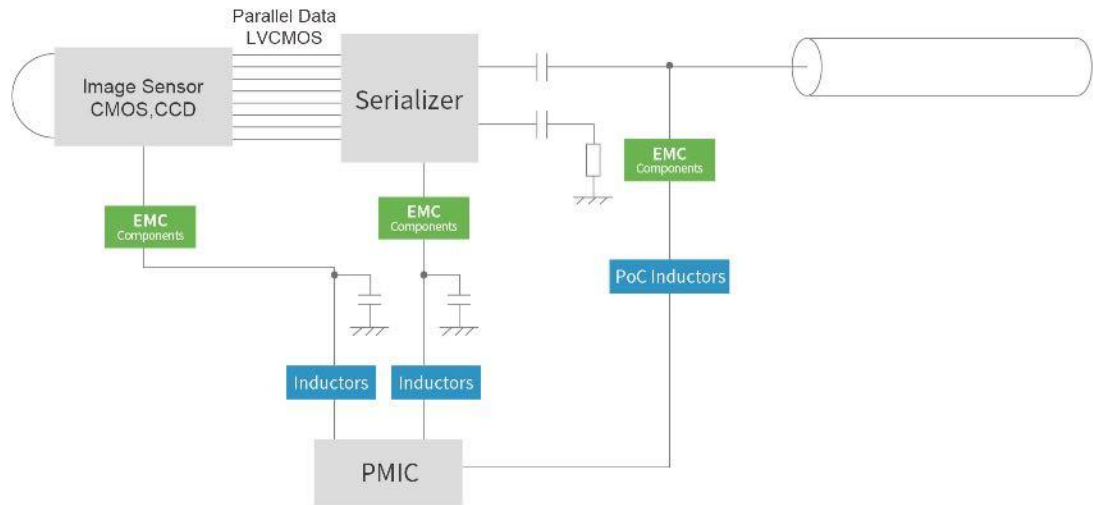 Parallel Data
LVCMOS
Image Sensor
CMOS,CCD
Serializer
EMC
Components
EMC
Components
EMC
Components
PoC Inductors
Inductors
Inductors
PMIC